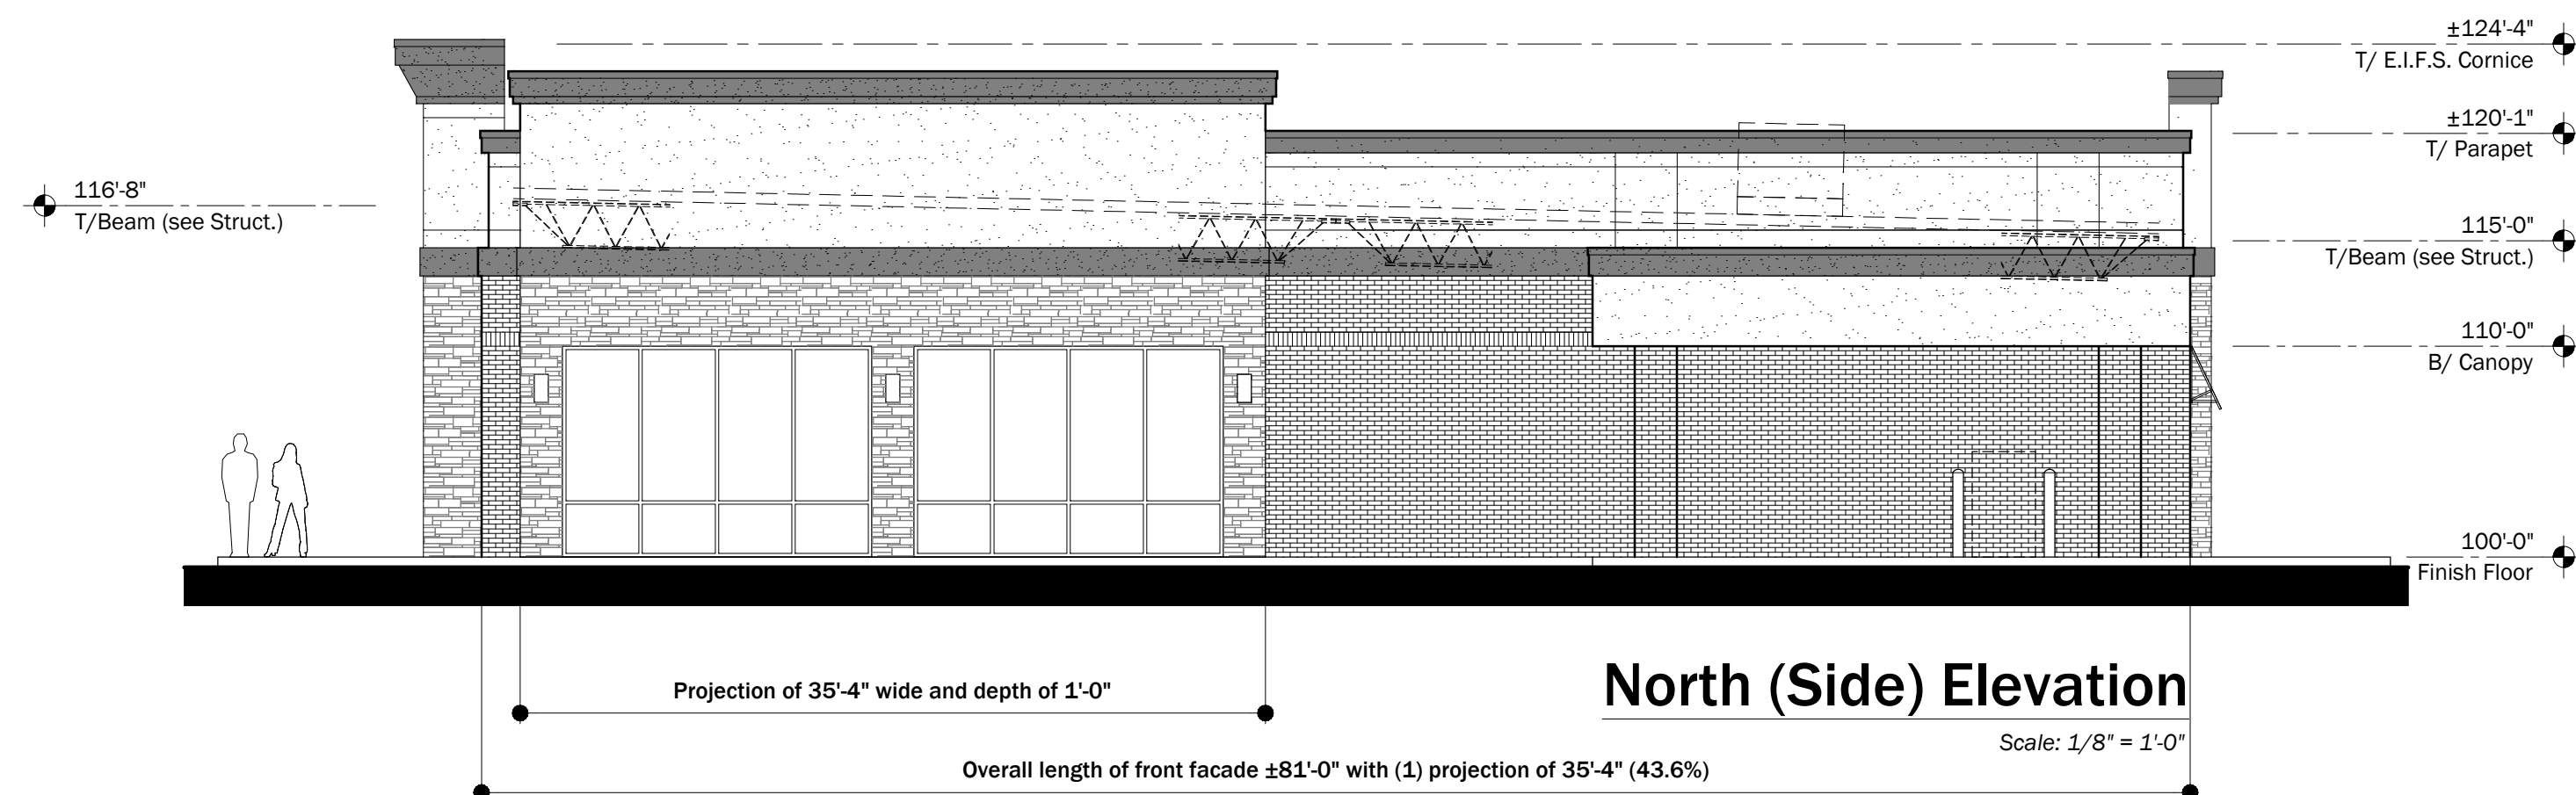 ±124'-4"
T/ E.I.F.S. Cornice
±120'-1"
T/ Parapet
116'-8"
T/Beam (see Struct.)
115'-0"
T/Beam (see Struct.)
110'-0"
B/ Canopy
100'-0"
Finish Floor
Projection of 35'-4" wide and depth of 1'-0"
North (Side) Elevation
Scale: 1/8" = 1'-0"
Overall length of front facade ±81'-0" with (1) projection of 35'-4" (43.6%)